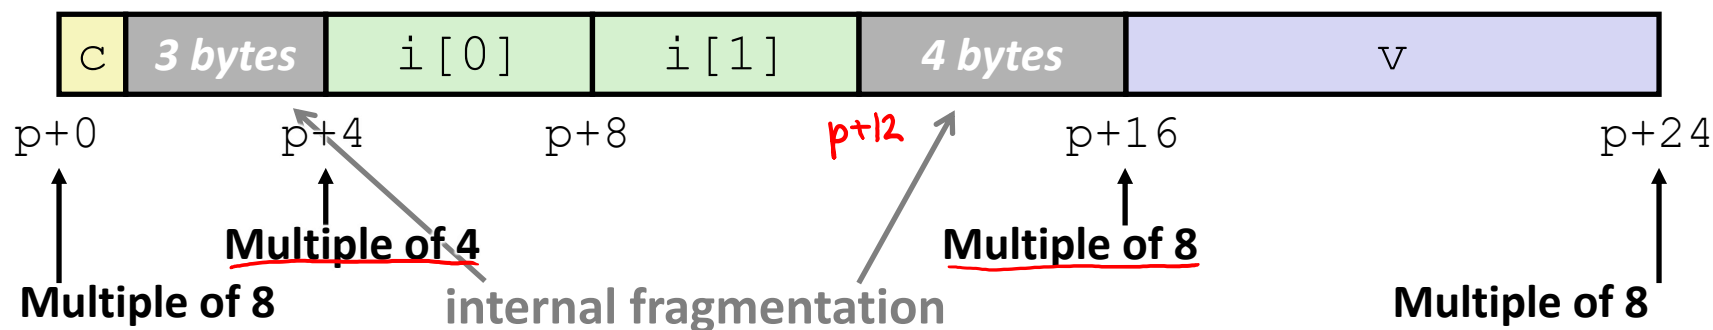 c 3 bytes i[0] i[1] 4 bytes v
p+0 p+4 p+8 p+12 p+16 p+24
Multiple of 4 Multiple of 8
Multiple of 8 internal fragmentation Multiple of 8